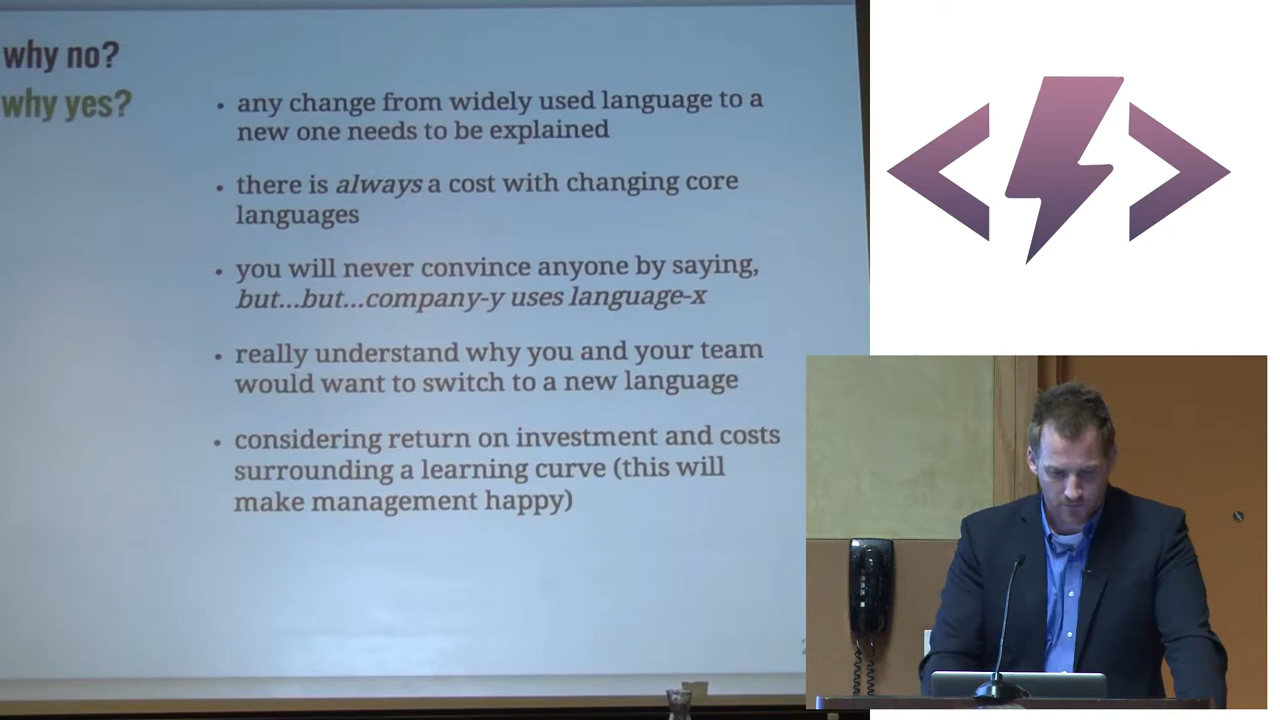 why no?
why yes?
• any change from widely used language to a
new one needs to be explained
• there is always a cost with changing core
languages
• you will never convince anyone by saying,
but...but...company-y uses language-x
• really understand why you and your team
would want to switch to a new language
• considering return on investment and costs
surrounding a learning curve (this will
make management happy)